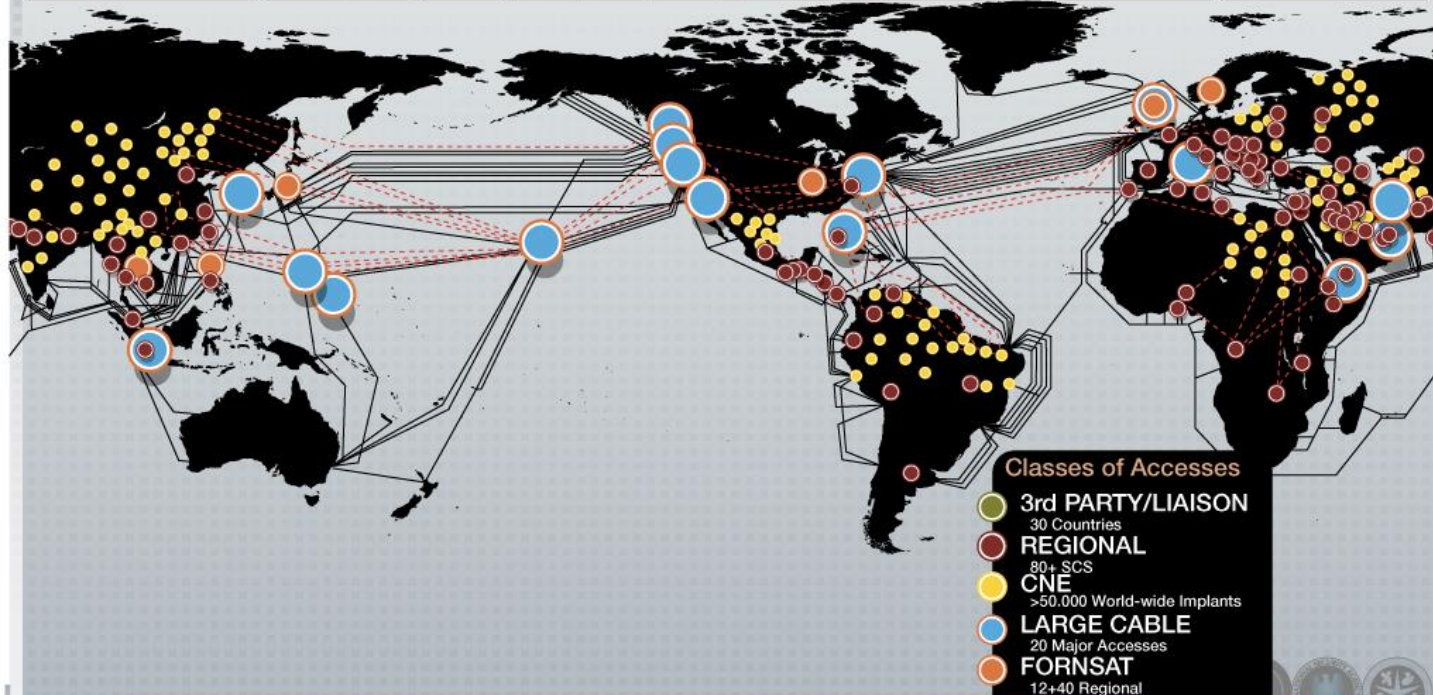 Classes of Accesses
3rd PARTY/LIAISON
30 Countries
REGIONAL
80+ SCS
CNE
>50.000 World-wide Implants
LARGE CABLE
20 Major Accesses
FORNSAT
12+40 Regional